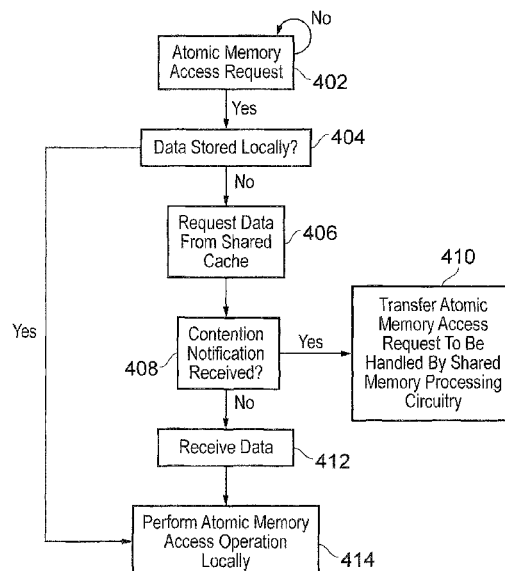 No
Atomic Memory
Access Request
402
Yes
Data Stored Locally?
404
No
Request Data
From Shared
Cache
406
410
Transfer Atomic
Memory Access
Request To Be
Handled By Shared
Memory Processing
Circuitry
Yes
Contention
Notification
Received?
408
Yes
No
Receive Data
412
Perform Atomic Memory
Access Operation
Locally
414